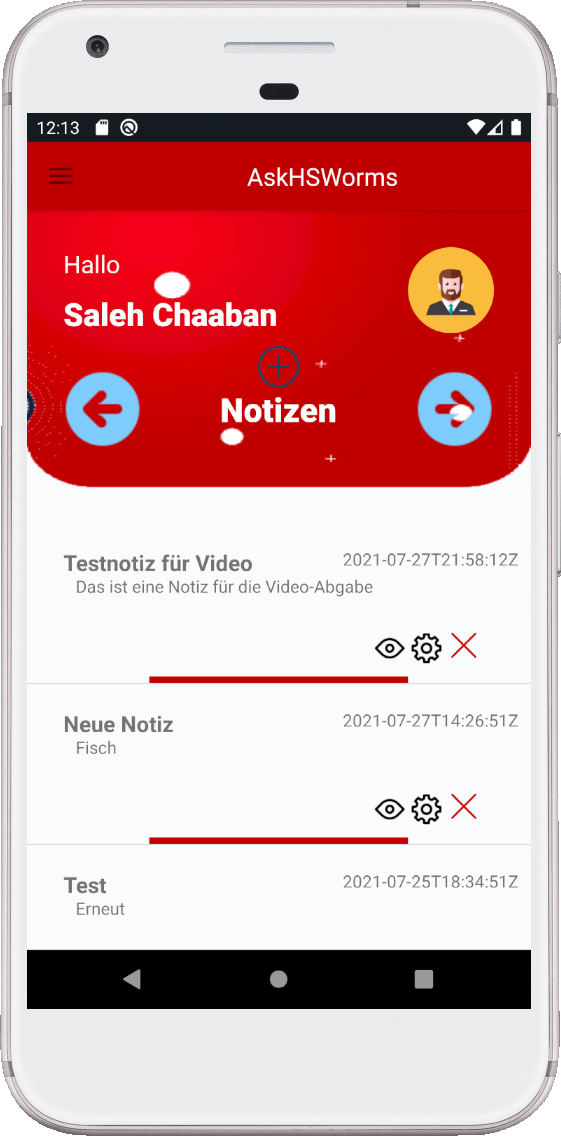 12:13
AskHSWorms
Hallo
Saleh Chaaban
Notizen
Testnotiz für Video 2021-07-27T21:58:12Z
Das ist eine Notiz für die Video-Abgabe
Neue Notiz 2021-07-27T14:26:51Z
Fisch
Test 2021-07-25T18:34:51Z
Erneut